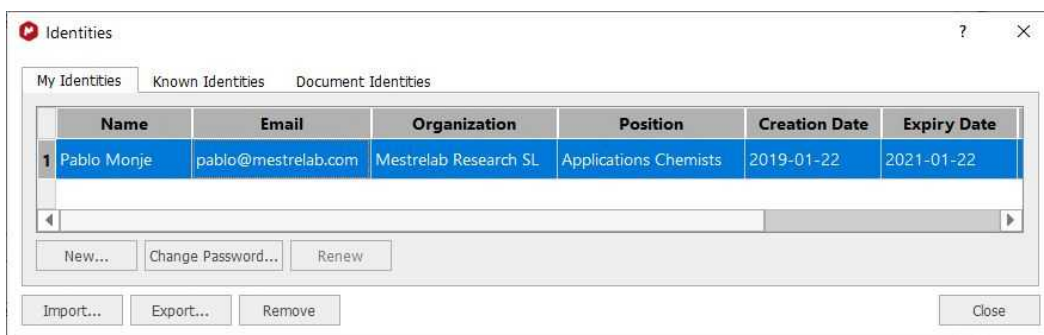 Identities ?
My Identities Known Identities Document Identities
Name Email Organization Position Creation Date Expiry Date
1 Pablo Monje pablo@mestrelab.com Mestrelab Research SL Applications Chemists 2019-01-22 2021-01-22
New... Change Password... Renew
Import... Export... Remove Close